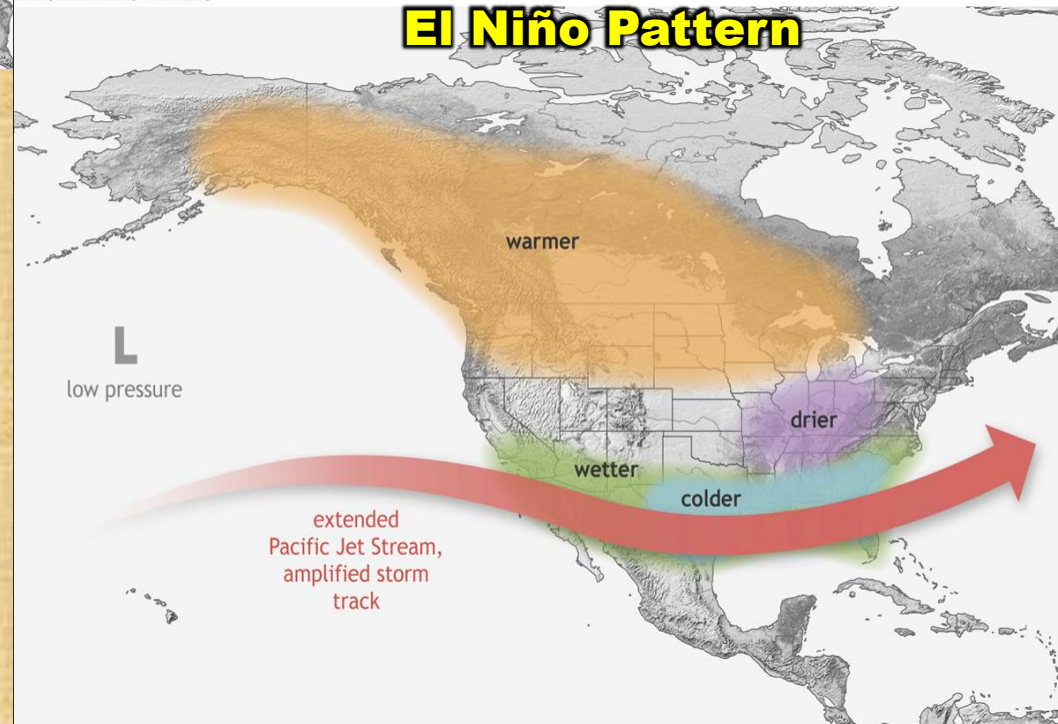 El Niño Pattern
warmer
L
low pressure
drier
wetter
colder
extended
Pacific Jet Stream,
amplified storm
track